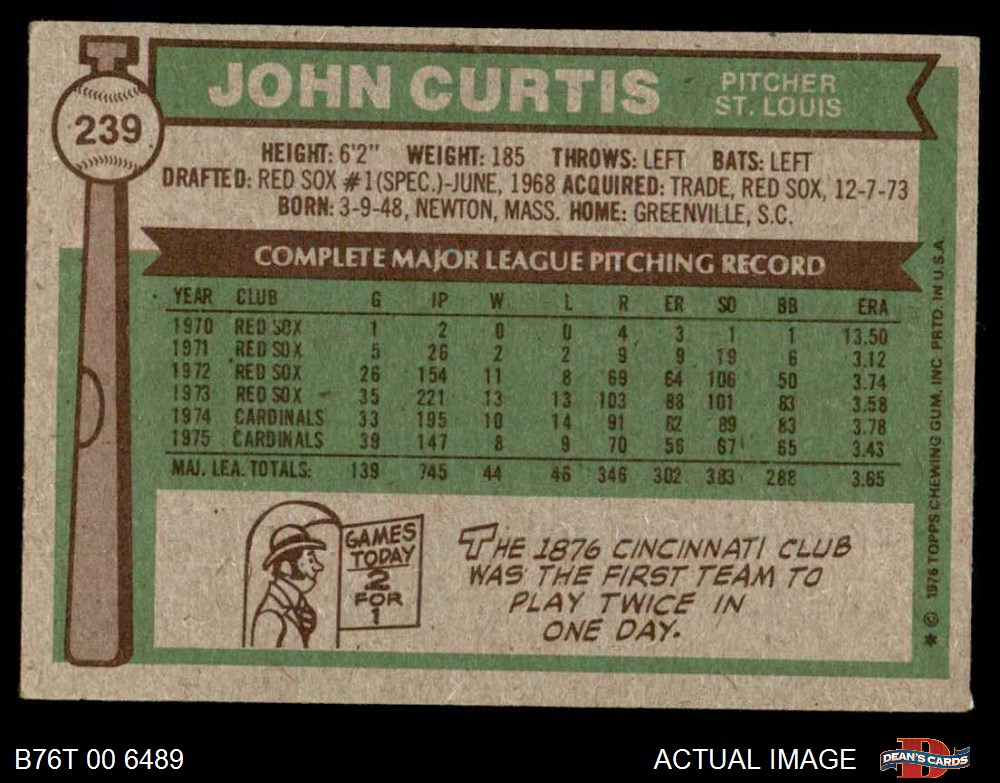 239
JOHN CURTIS
PITCHER
ST. LOUIS
HEIGHT: 6'2" WEIGHT: 185 THROWS: LEFT BATS: LEFT
DRAFTED: RED SOX #1(SPEC.)-JUNE, 1968 ACQUIRED: TRADE, RED SOX, 12-7-73
BORN: 3-9-48, NEWTON, MASS. HOME: GREENVILLE, S.C.
COMPLETE MAJOR LEAGUE PITCHING RECORD
YEAR CLUB G IP W L R ER SO BB ERA
1970 RED SOX 1 2 0 0 4 3 1 1 13.50
1971 RED SOX 5 26 2 2 9 9 19 6 3.12
1972 RED SOX 26 154 11 8 69 64 106 50 3.74
1973 RED SOX 35 221 13 13 103 88 101 83 3.58
1974 CARDINALS 33 195 10 14 91 82 89 83 3.78
1975 CARDINALS 39 147 8 9 70 56 67 65 3.43
MAJ. LEA. TOTALS: 139 745 44 46 346 302 383 288 3.65
GAMES
TODAY
2
FOR
1
THE 1876 CINCINNATI CLUB
WAS THE FIRST TEAM TO
PLAY TWICE IN
ONE DAY.
* © 1976 TOPPS CHEWING GUM, INC PRTD. IN U.S.A.
B76T 00 6489
ACTUAL IMAGE
D
DEAN'S CARDS